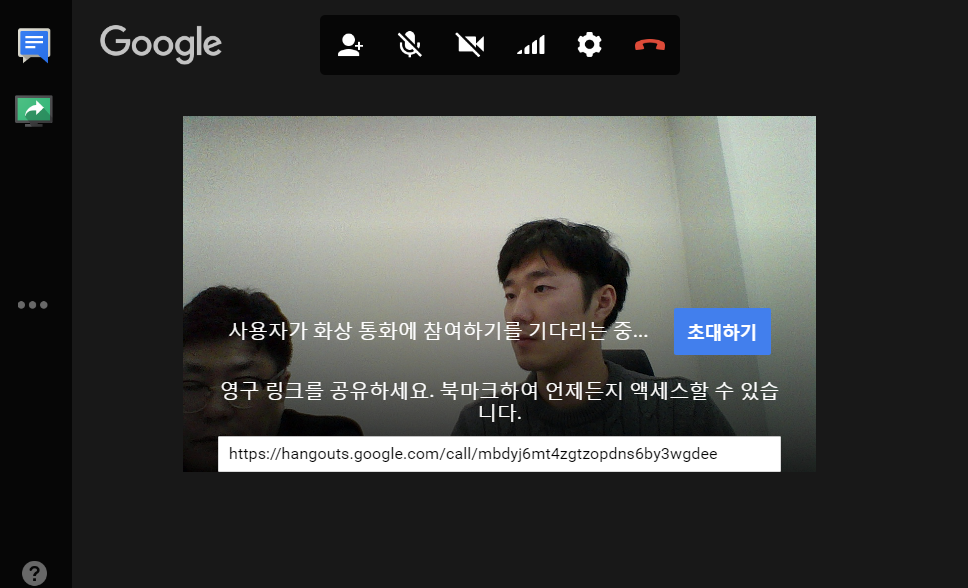 Google
사용자가 화상 통화에 참여하기를 기다리는 중...
초대하기
영구 링크를 공유하세요. 북마크하여 언제든지 액세스할 수 있습
니다.
https://hangouts.google.com/call/mbdyj6mt4zgtzopdns6by3wgdee
?